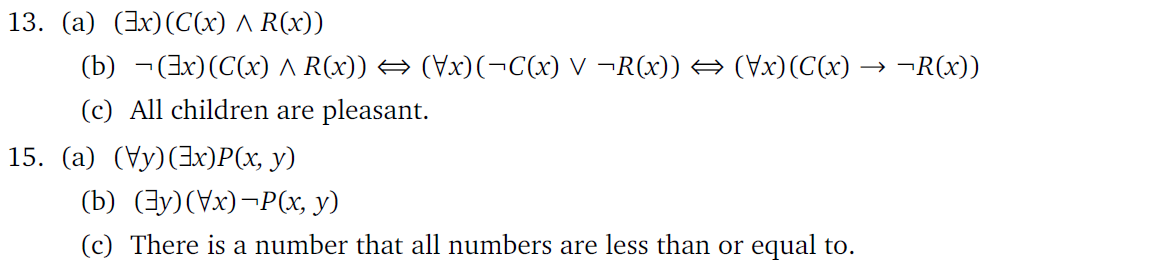 13. (a) (∃x)(C(x) ∧ R(x))
(b) ¬(∃x)(C(x) ∧ R(x)) ⇔ (∀x)(¬C(x) ∨ ¬R(x)) ⇔ (∀x)(C(x) → ¬R(x))
(c) All children are pleasant.
15. (a) (∀y)(∃x)P(x, y)
(b) (∃y)(∀x)¬P(x, y)
(c) There is a number that all numbers are less than or equal to.